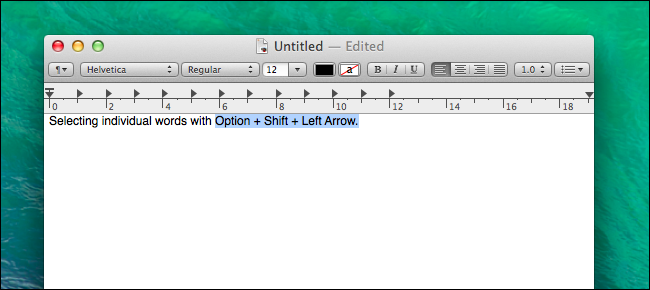 Untitled — Edited
¶ Helvetica Regular 12 a B I U 1.0
0 2 4 6 8 10 12 14 16 18
Selecting individual words with Option + Shift + Left Arrow.